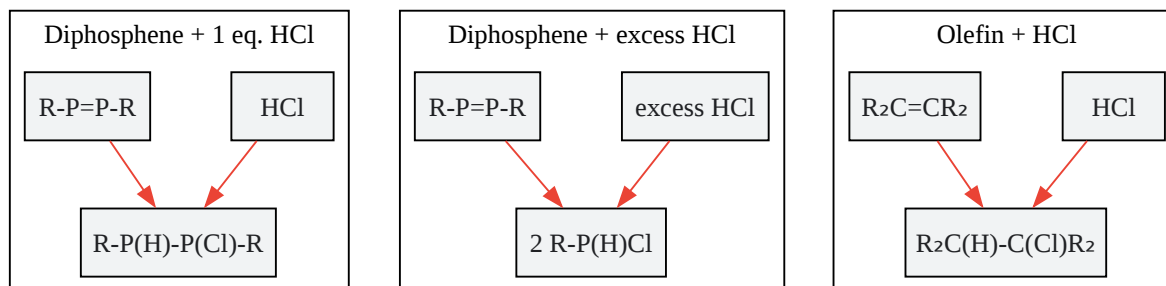 Diphosphene + 1 eq. HCl
R-P=P-R
HCl
R-P(H)-P(Cl)-R
Diphosphene + excess HCl
R-P=P-R
excess HCl
2 R-P(H)Cl
Olefin + HCl
R₂C=CR₂
HCl
R₂C(H)-C(Cl)R₂